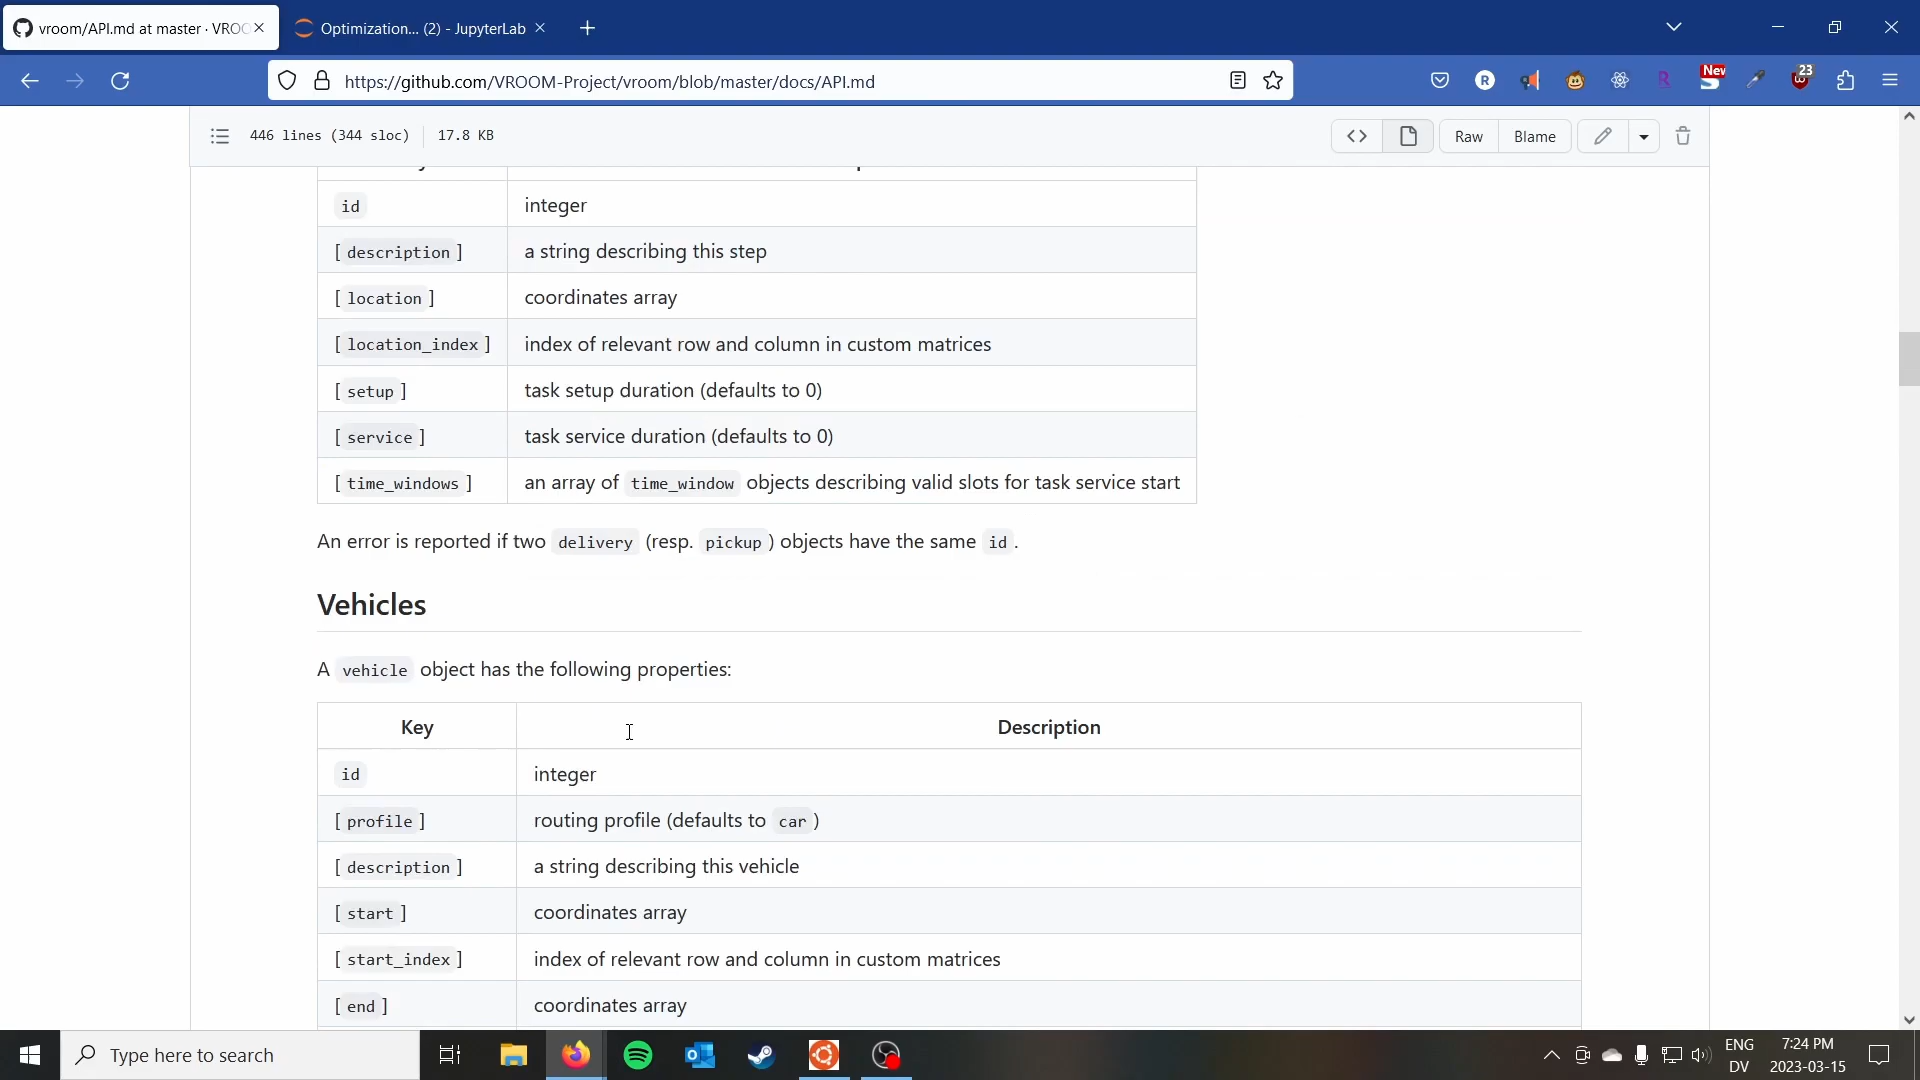 vroom/API.md at master · VROO
Optimization... (2) - JupyterLab
https://github.com/VROOM-Project/vroom/blob/master/docs/API.md
R
R
New
23
446 lines (344 sloc)
17.8 KB
Raw
Blame
id
integer
[ description ]
a string describing this step
[ location ]
coordinates array
[ location_index ]
index of relevant row and column in custom matrices
[ setup ]
task setup duration (defaults to 0)
[ service ]
task service duration (defaults to 0)
[ time_windows ]
an array of time_window objects describing valid slots for task service start
An error is reported if two delivery (resp. pickup ) objects have the same id .
Vehicles
A vehicle object has the following properties:
Key
Description
id
integer
[ profile ]
routing profile (defaults to car )
[ description ]
a string describing this vehicle
[ start ]
coordinates array
[ start_index ]
index of relevant row and column in custom matrices
[ end ]
coordinates array
Type here to search
ENG
DV
7:24 PM
2023-03-15